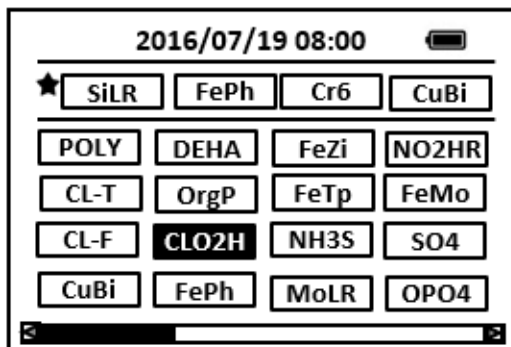 2016/07/19 08:00
SiLR FePh Cr6 CuBi
POLY DEHA FeZi NO2HR
CL-T OrgP FeTp FeMo
CL-F CLO2H NH3S SO4
CuBi FePh MoLR OPO4